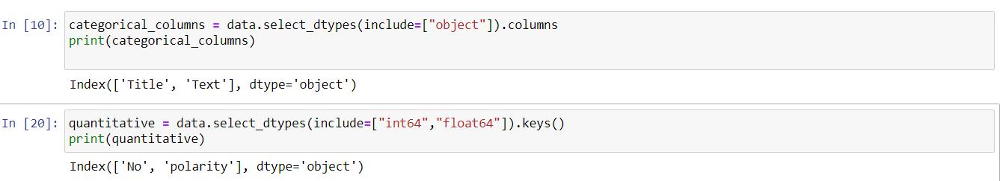 In [10]: categorical_columns = data.select_dtypes(include=["object"]).columns
print(categorical_columns)
Index(['Title', 'Text'], dtype='object')
In [20]: quantitative = data.select_dtypes(include=["int64","float64"]).keys()
print(quantitative)
Index(['No', 'polarity'], dtype='object')